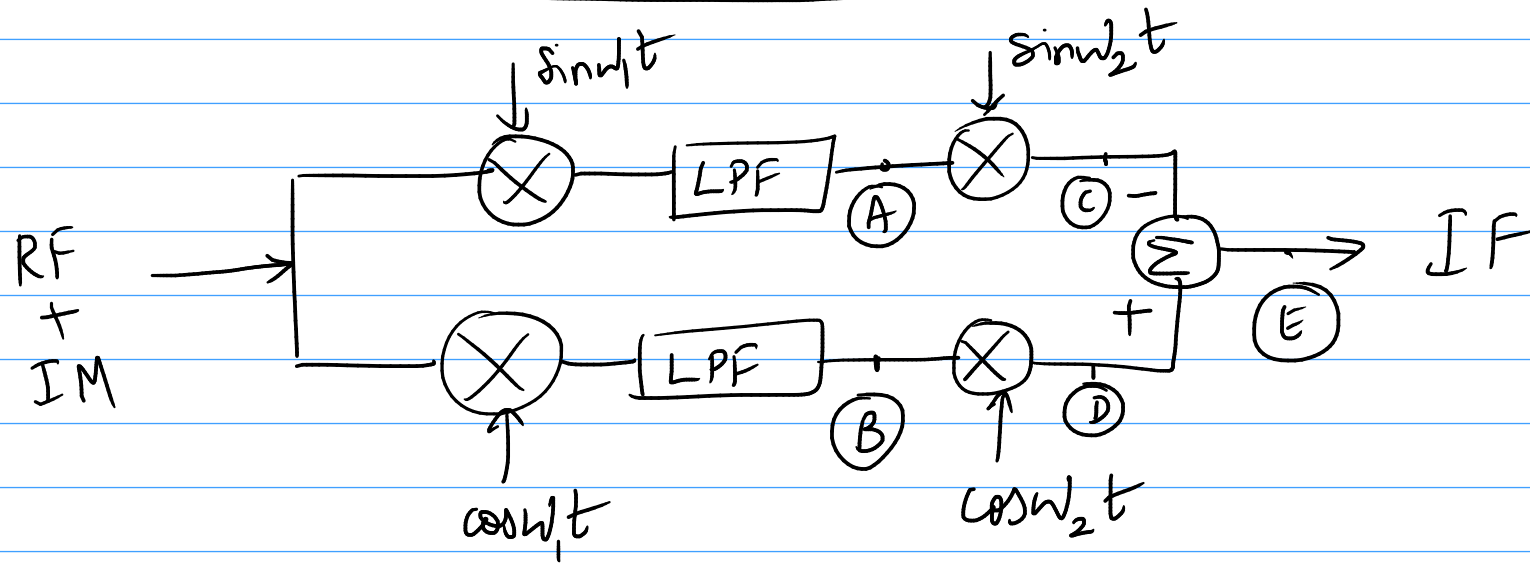 sinω₁t
sinω₂t
LPF
A
C
−
RF
+
IM
Σ
IF
E
+
LPF
B
D
cosω₁t
cosω₂t